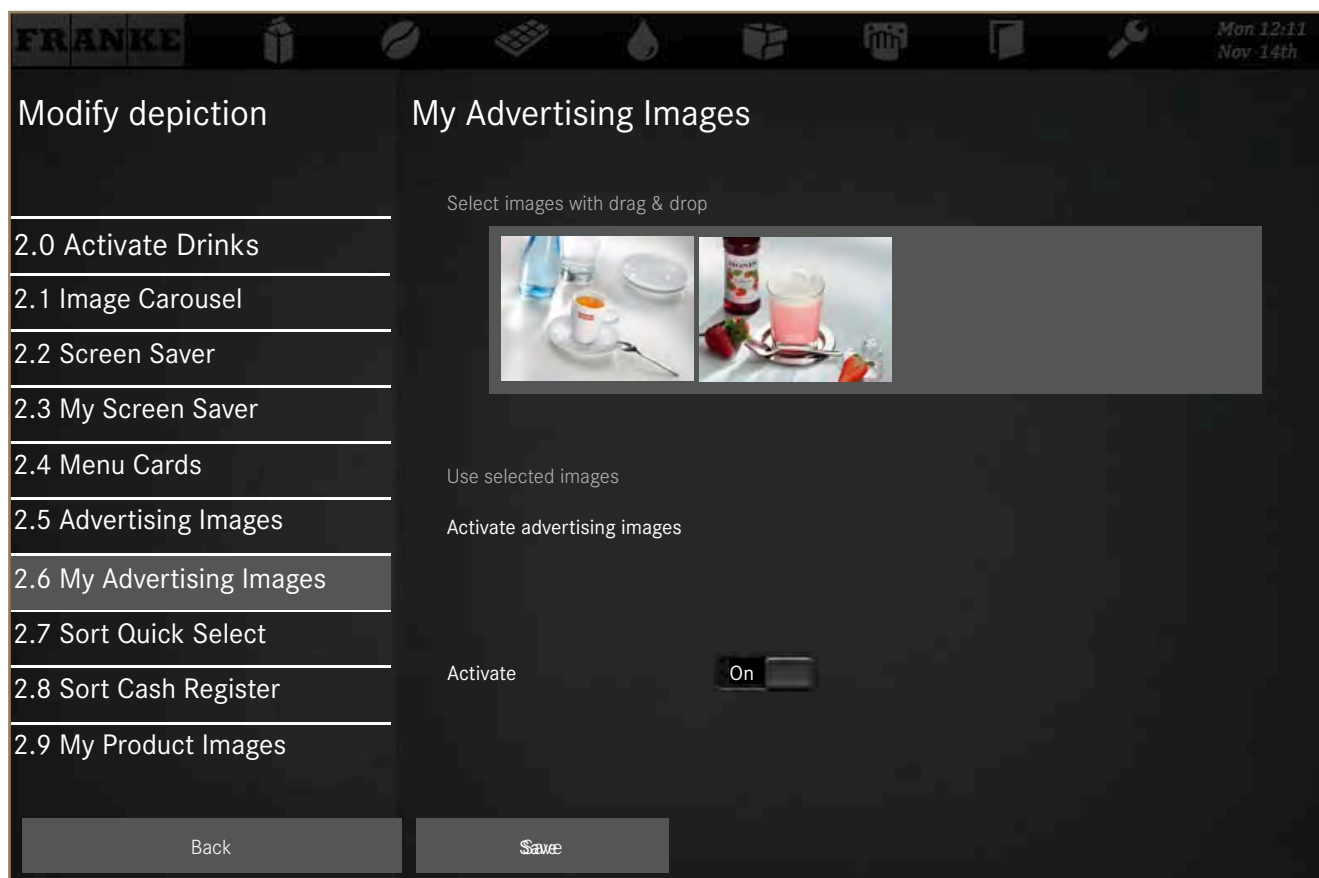 FRANKE
Mon 12:11
Nov 14th
Modify depiction
My Advertising Images
Select images with drag & drop
2.0 Activate Drinks
2.1 Image Carousel
2.2 Screen Saver
2.3 My Screen Saver
2.4 Menu Cards
2.5 Advertising Images
2.6 My Advertising Images
2.7 Sort Quick Select
2.8 Sort Cash Register
2.9 My Product Images
MONIN
Use selected images
Activate advertising images
Activate
On
Back
Save